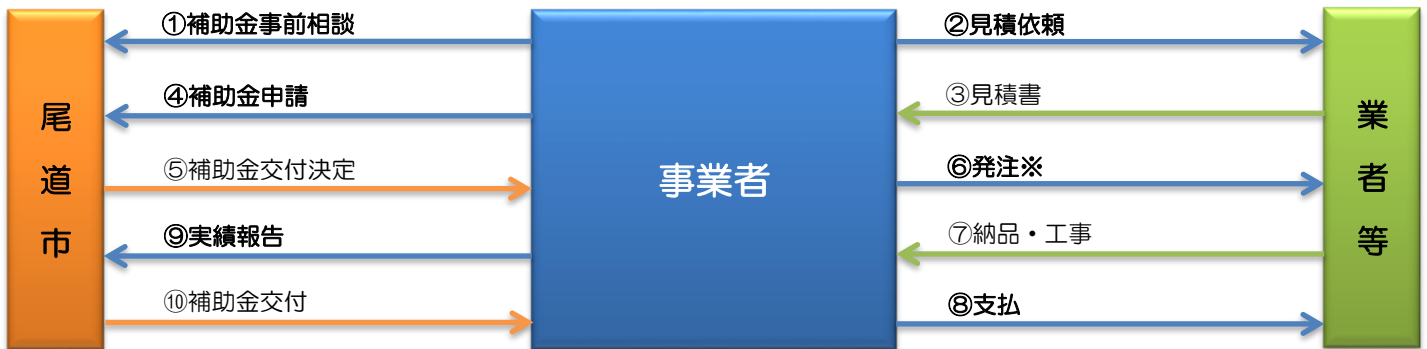 尾道市
①補助金事前相談
④補助金申請
⑤補助金交付決定
⑨実績報告
⑩補助金交付
事業者
②見積依頼
③見積書
⑥発注※
⑦納品・工事
⑧支払
業者等